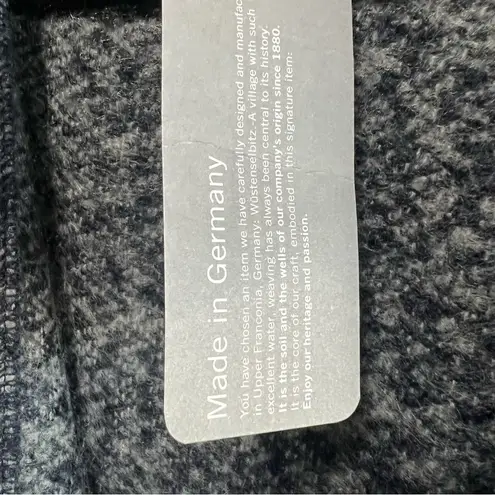 Made in Germany
You have chosen an item we have carefully designed and manufac
in Upper Franconia, Germany: Wüstenselbitz.-A village with such
excellent water, weaving has always been central to its history.
It is the soil and the wells of our company's origin since 1880.
It is the core of our craft, embodied in this signature item:
Enjoy our heritage and passion.